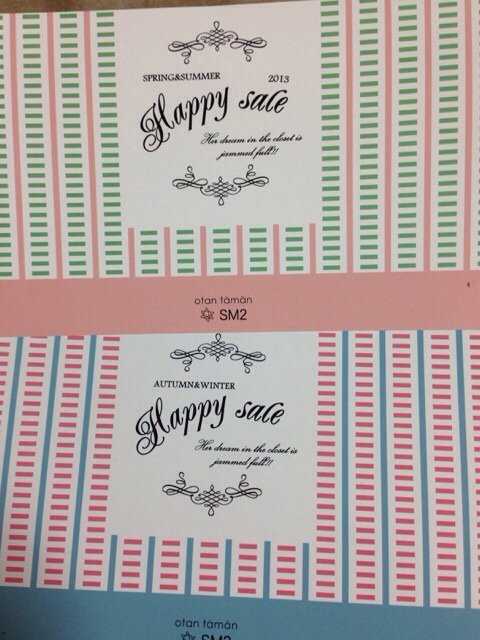 SPRING&SUMMER 2013
Happy sale
Her dream in the closet is
jammed full!!
otan tämän
SM2
AUTUMN&WINTER
Happy sale
Her dream in the closet is
jammed full!!
otan tämän
SM2